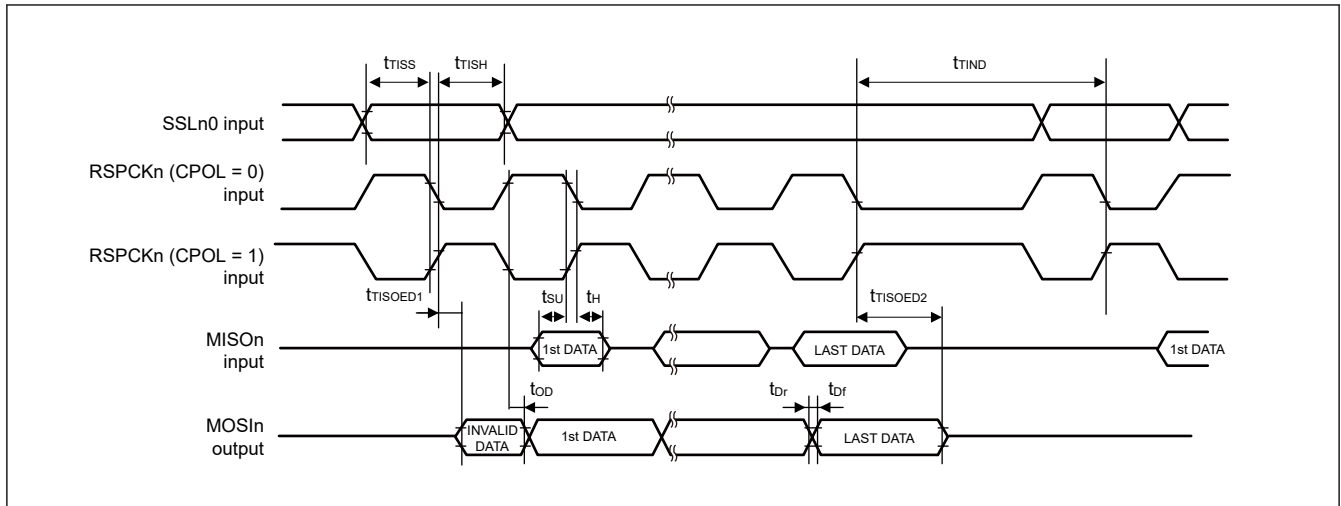 tTISS
tTISH
tTIND
SSLn0 input
RSPCKn (CPOL = 0)
input
RSPCKn (CPOL = 1)
input
tTISOED1
tSU
tH
tTISOED2
MISOn
input
1st DATA
LAST DATA
1st DATA
tOD
tDr
tDf
MOSIn
output
INVALID
DATA
1st DATA
LAST DATA